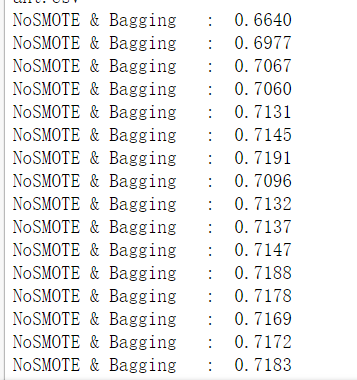 ant.csv
NoSMOTE & Bagging : 0.6640
NoSMOTE & Bagging : 0.6977
NoSMOTE & Bagging : 0.7067
NoSMOTE & Bagging : 0.7060
NoSMOTE & Bagging : 0.7131
NoSMOTE & Bagging : 0.7145
NoSMOTE & Bagging : 0.7191
NoSMOTE & Bagging : 0.7096
NoSMOTE & Bagging : 0.7132
NoSMOTE & Bagging : 0.7137
NoSMOTE & Bagging : 0.7147
NoSMOTE & Bagging : 0.7188
NoSMOTE & Bagging : 0.7178
NoSMOTE & Bagging : 0.7169
NoSMOTE & Bagging : 0.7172
NoSMOTE & Bagging : 0.7183